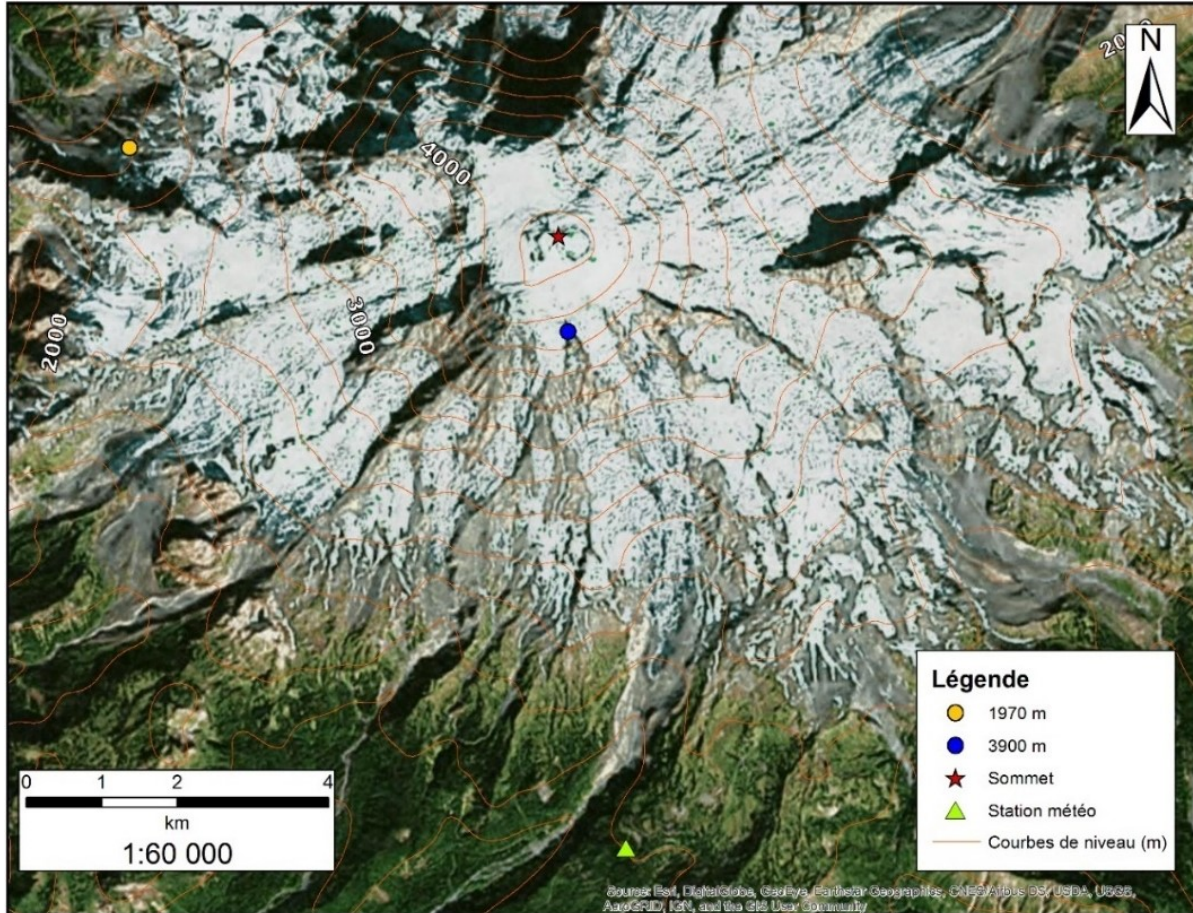 N
4000
3000
2000
Légende
1970 m
3900 m
Sommet
Station météo
Courbes de niveau (m)
0 1 2 4
km
1:60 000
Source: Esri, DigitalGlobe, GeoEye, Earthstar Geographics, CNES/Airbus DS, USDA, USGS,
AeroGRID, IGN, and the GIS User Community